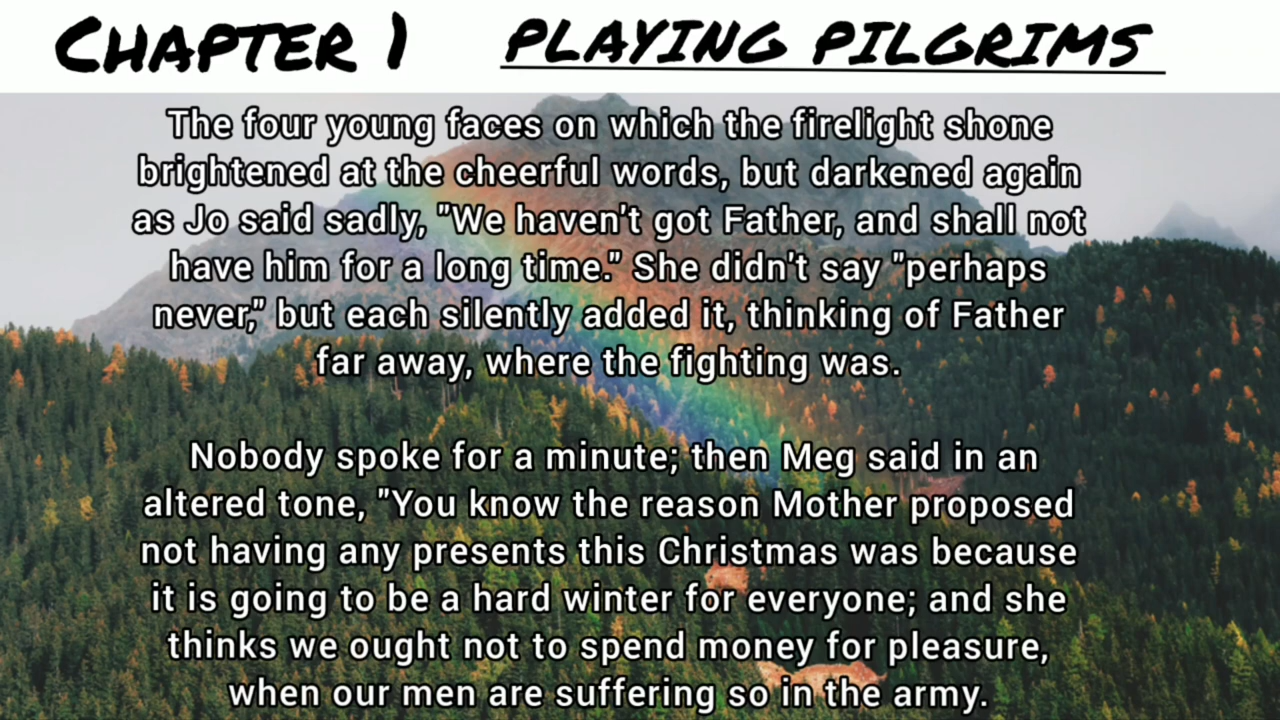 CHAPTER 1 PLAYING PILGRIMS
The four young faces on which the firelight shone
brightened at the cheerful words, but darkened again
as Jo said sadly, "We haven't got Father, and shall not
have him for a long time." She didn't say "perhaps
never," but each silently added it, thinking of Father
far away, where the fighting was.
Nobody spoke for a minute; then Meg said in an
altered tone, "You know the reason Mother proposed
not having any presents this Christmas was because
it is going to be a hard winter for everyone; and she
thinks we ought not to spend money for pleasure,
when our men are suffering so in the army.